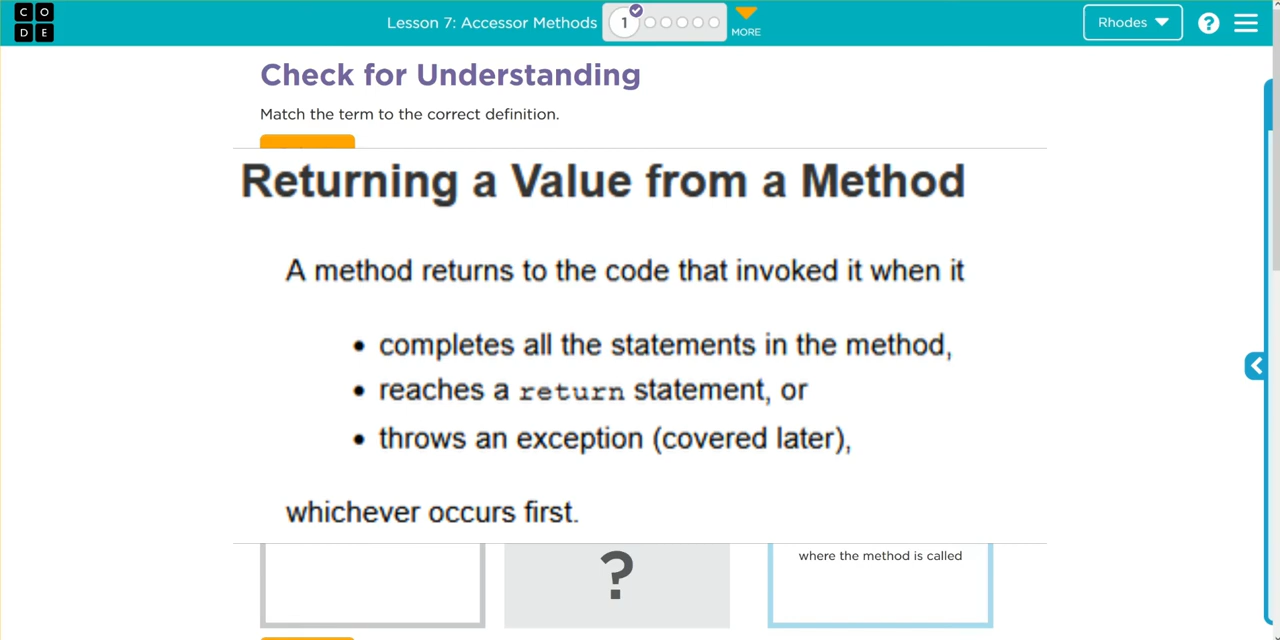 CO
DE
Lesson 7: Accessor Methods
1
MORE
Rhodes
?
Check for Understanding
Match the term to the correct definition.
Returning a Value from a Method
A method returns to the code that invoked it when it
• completes all the statements in the method,
• reaches a return statement, or
• throws an exception (covered later),
whichever occurs first.
?
where the method is called